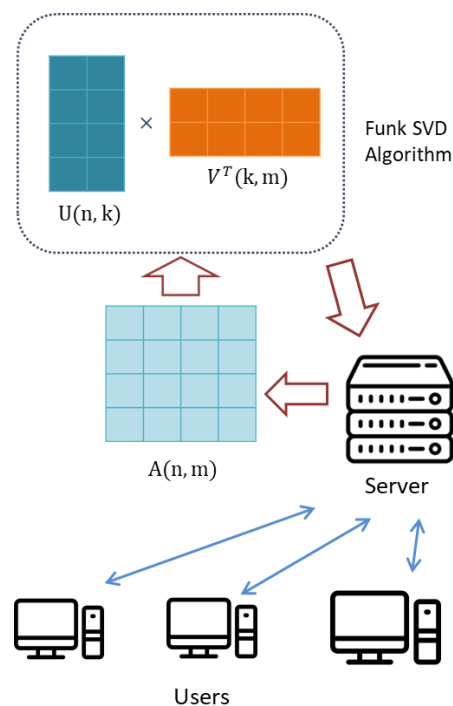 ×
Funk SVD
Algorithm
V^T(k, m)
U(n, k)
A(n, m)
Server
Users